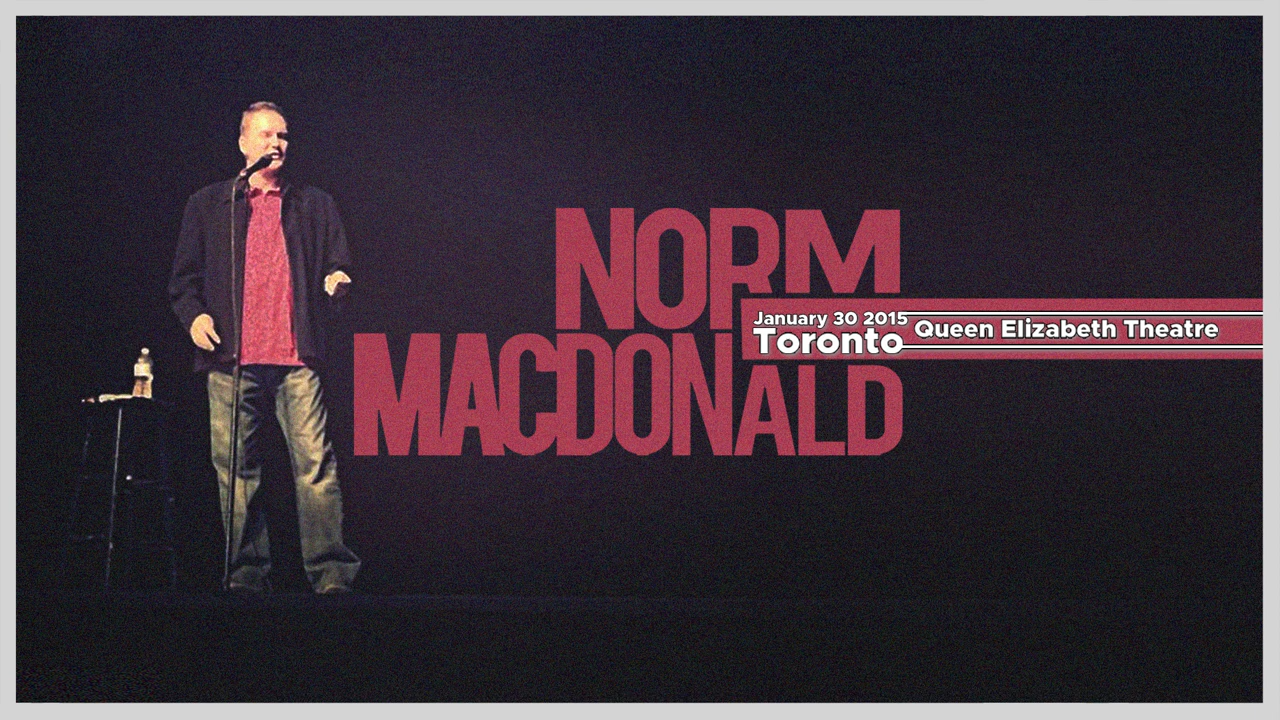 NORM
MACDONALD
January 30 2015
Toronto
Queen Elizabeth Theatre